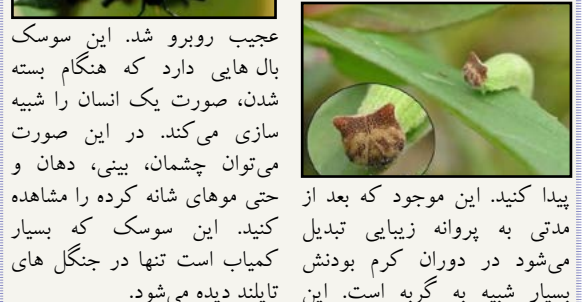 پیدا کنید. این موجود که بعد از
مدتی به پروانه زیبایی تبدیل
می‌شود در دوران کرم بودنش
بسیار شبیه به گربه است. این
عجیب روبرو شد. این سوسک
بال هایی دارد که هنگام بسته
شدن، صورت یک انسان را شبیه
سازی می‌کند. در این صورت
می‌توان چشمان، بینی، دهان و
حتی موهای شانه کرده را مشاهده
کنید. این سوسک که بسیار
کمیاب است تنها در جنگل های
تایلند دیده می‌شود.